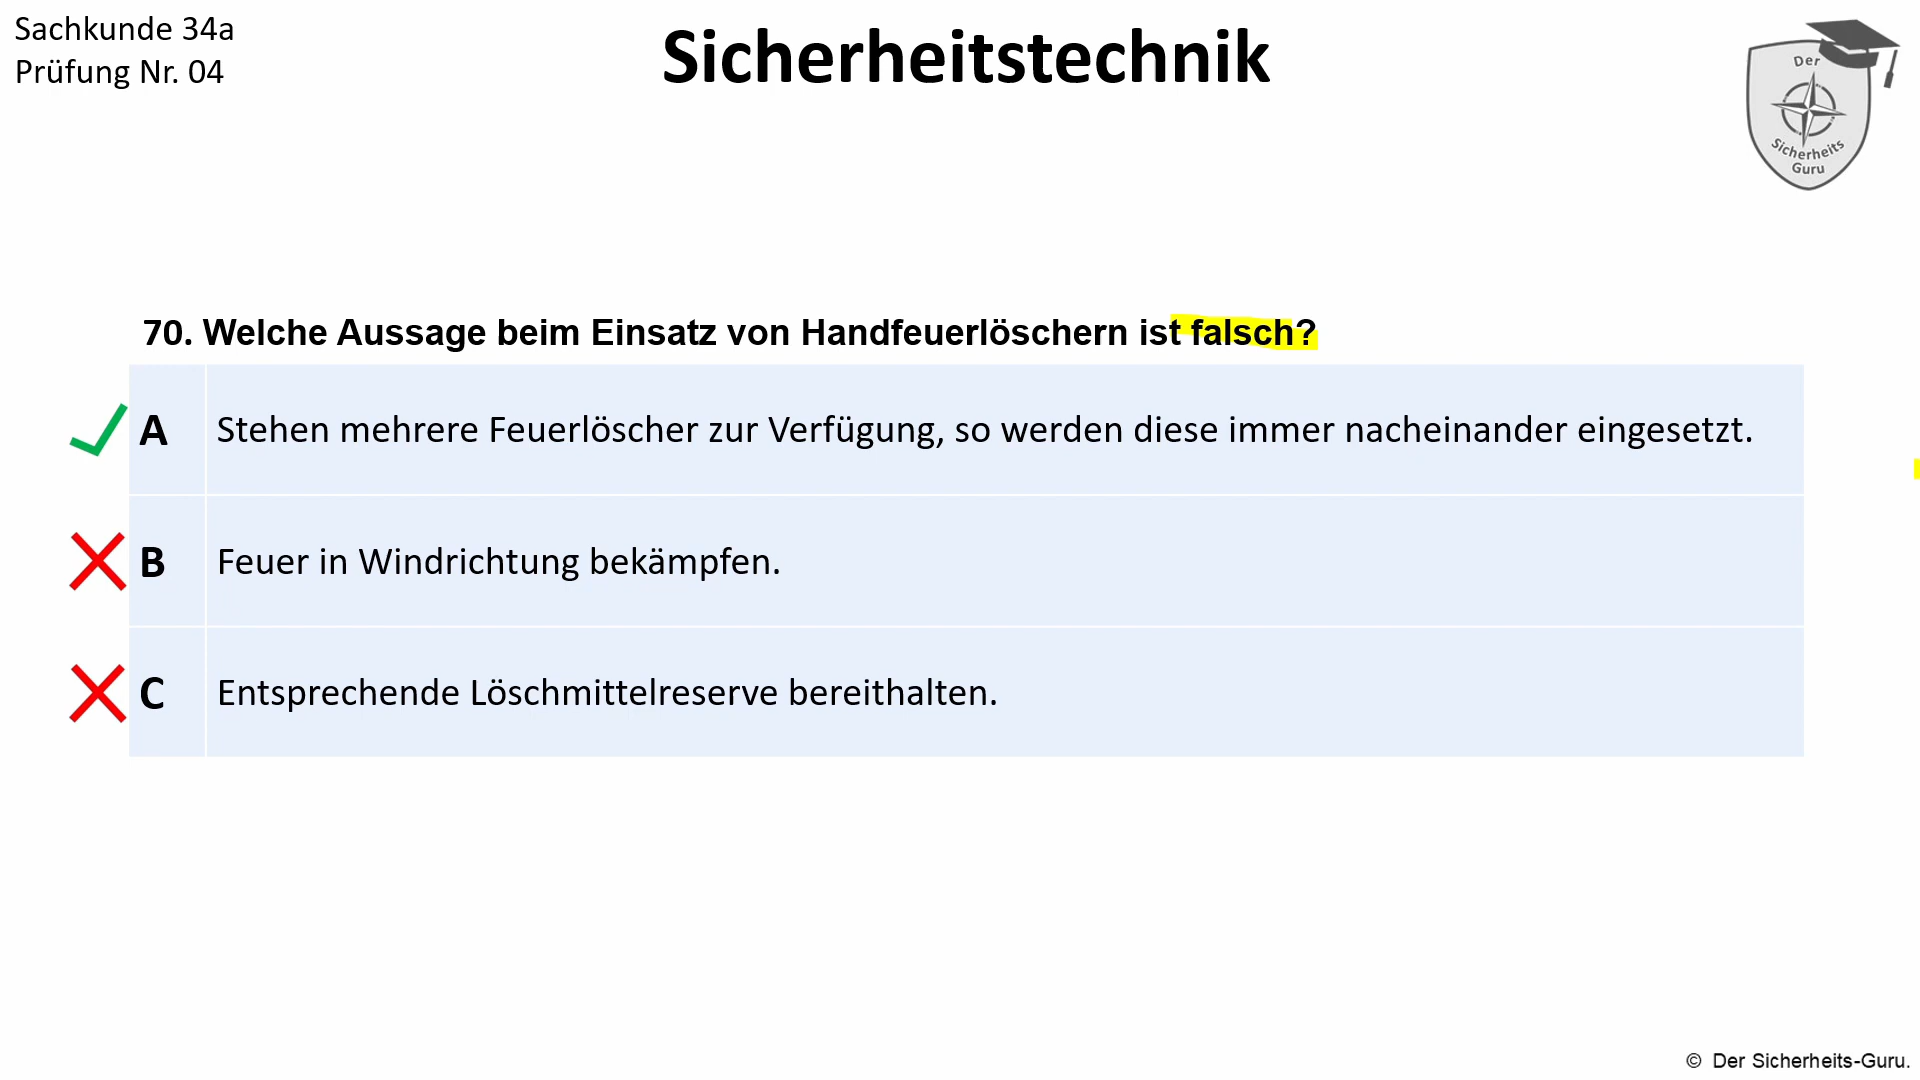 Sachkunde 34a
Prüfung Nr. 04
Sicherheitstechnik
Der
Sicherheits
Guru
70. Welche Aussage beim Einsatz von Handfeuerlöschern ist falsch?
A Stehen mehrere Feuerlöscher zur Verfügung, so werden diese immer nacheinander eingesetzt.
B Feuer in Windrichtung bekämpfen.
C Entsprechende Löschmittelreserve bereithalten.
© Der Sicherheits-Guru.